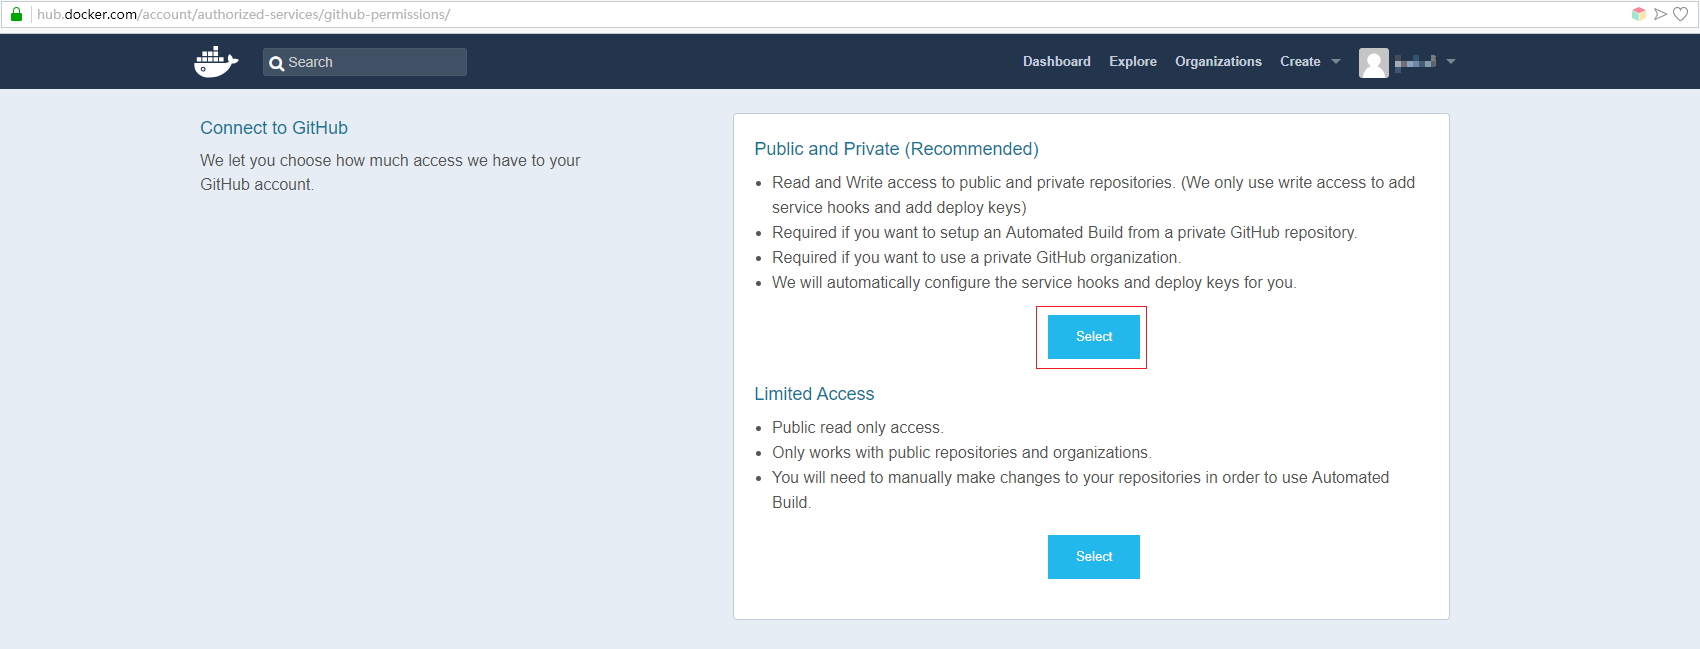 hub.docker.com/account/authorized-services/github-permissions/
Search
Dashboard Explore Organizations Create
Connect to GitHub
We let you choose how much access we have to your
GitHub account.
Public and Private (Recommended)
Read and Write access to public and private repositories. (We only use write access to add
service hooks and add deploy keys)
Required if you want to setup an Automated Build from a private GitHub repository.
Required if you want to use a private GitHub organization.
We will automatically configure the service hooks and deploy keys for you.
Select
Limited Access
Public read only access.
Only works with public repositories and organizations.
You will need to manually make changes to your repositories in order to use Automated
Build.
Select